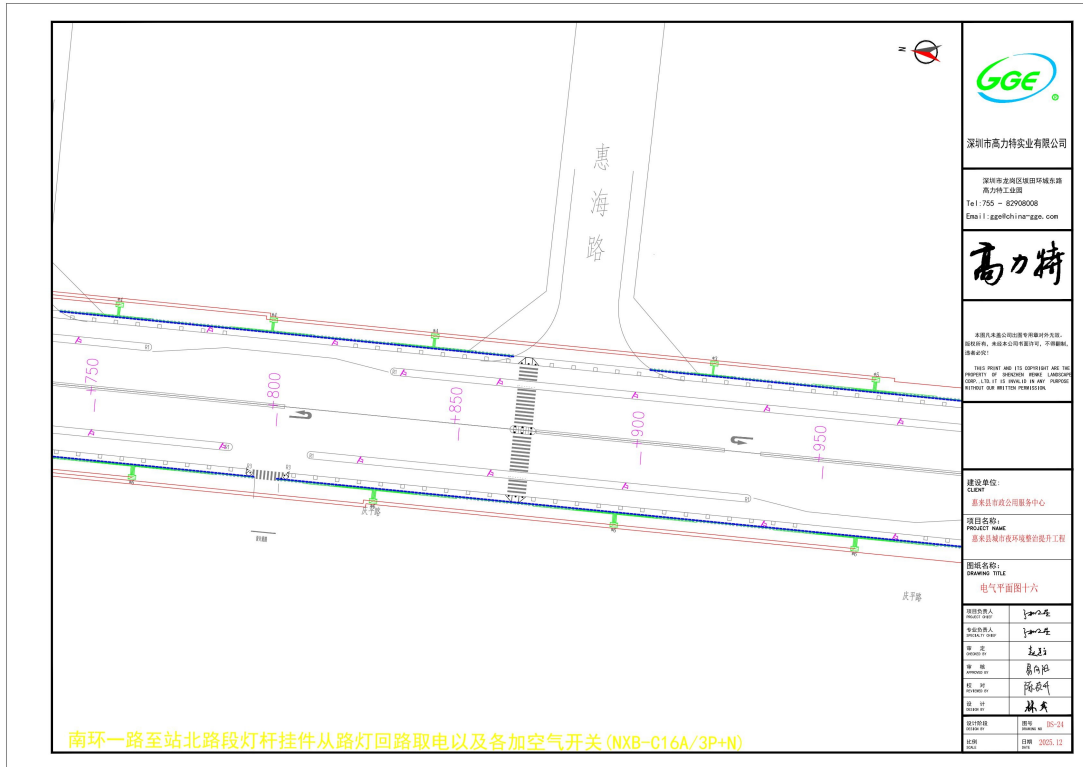 N
惠
海
路
-+750
-+800
-+850
-+900
-+950
庆平路
庆平路
南环一路至站北路段灯杆挂件从路灯回路取电以及各加空气开关(NXB-C16A/3P+N)
GGE
®
深圳市高力特实业有限公司
深圳市龙岗区坂田环城东路
高力特工业园
Tel:755 - 82908008
Email:gge@china-gge.com
高力特
本图凡未盖公司出图专用章对外无效,
版权所有, 未经本公司书面许可, 不得翻制,
违者必究!
THIS PRINT AND ITS COPYRIGHT ARE THE
PROPERTY OF SHENZHEN WENKE LANDSCAPE
CORP.,LTD.IT IS INVALID IN ANY PURPOSE
WITHOUT OUR WRITTEN PERMISSION.
建设单位:
CLIENT
惠来县市政公用服务中心
项目名称:
PROJECT NAME
惠来县城市夜环境整治提升工程
图纸名称:
DRAWING TITLE
电气平面图十六
项目负责人
PROJECT CHIEF
专业负责人
SPECIALTY CHIEF
审 定
CHECKED BY
审 核
APPROVED BY
校 对
REVIEWED BY
设 计
DESIGN BY
设计阶段
DESIGN BY
图号 DS-24
DRAWING NO
比例
SCALE
日期 2025.12
DATE